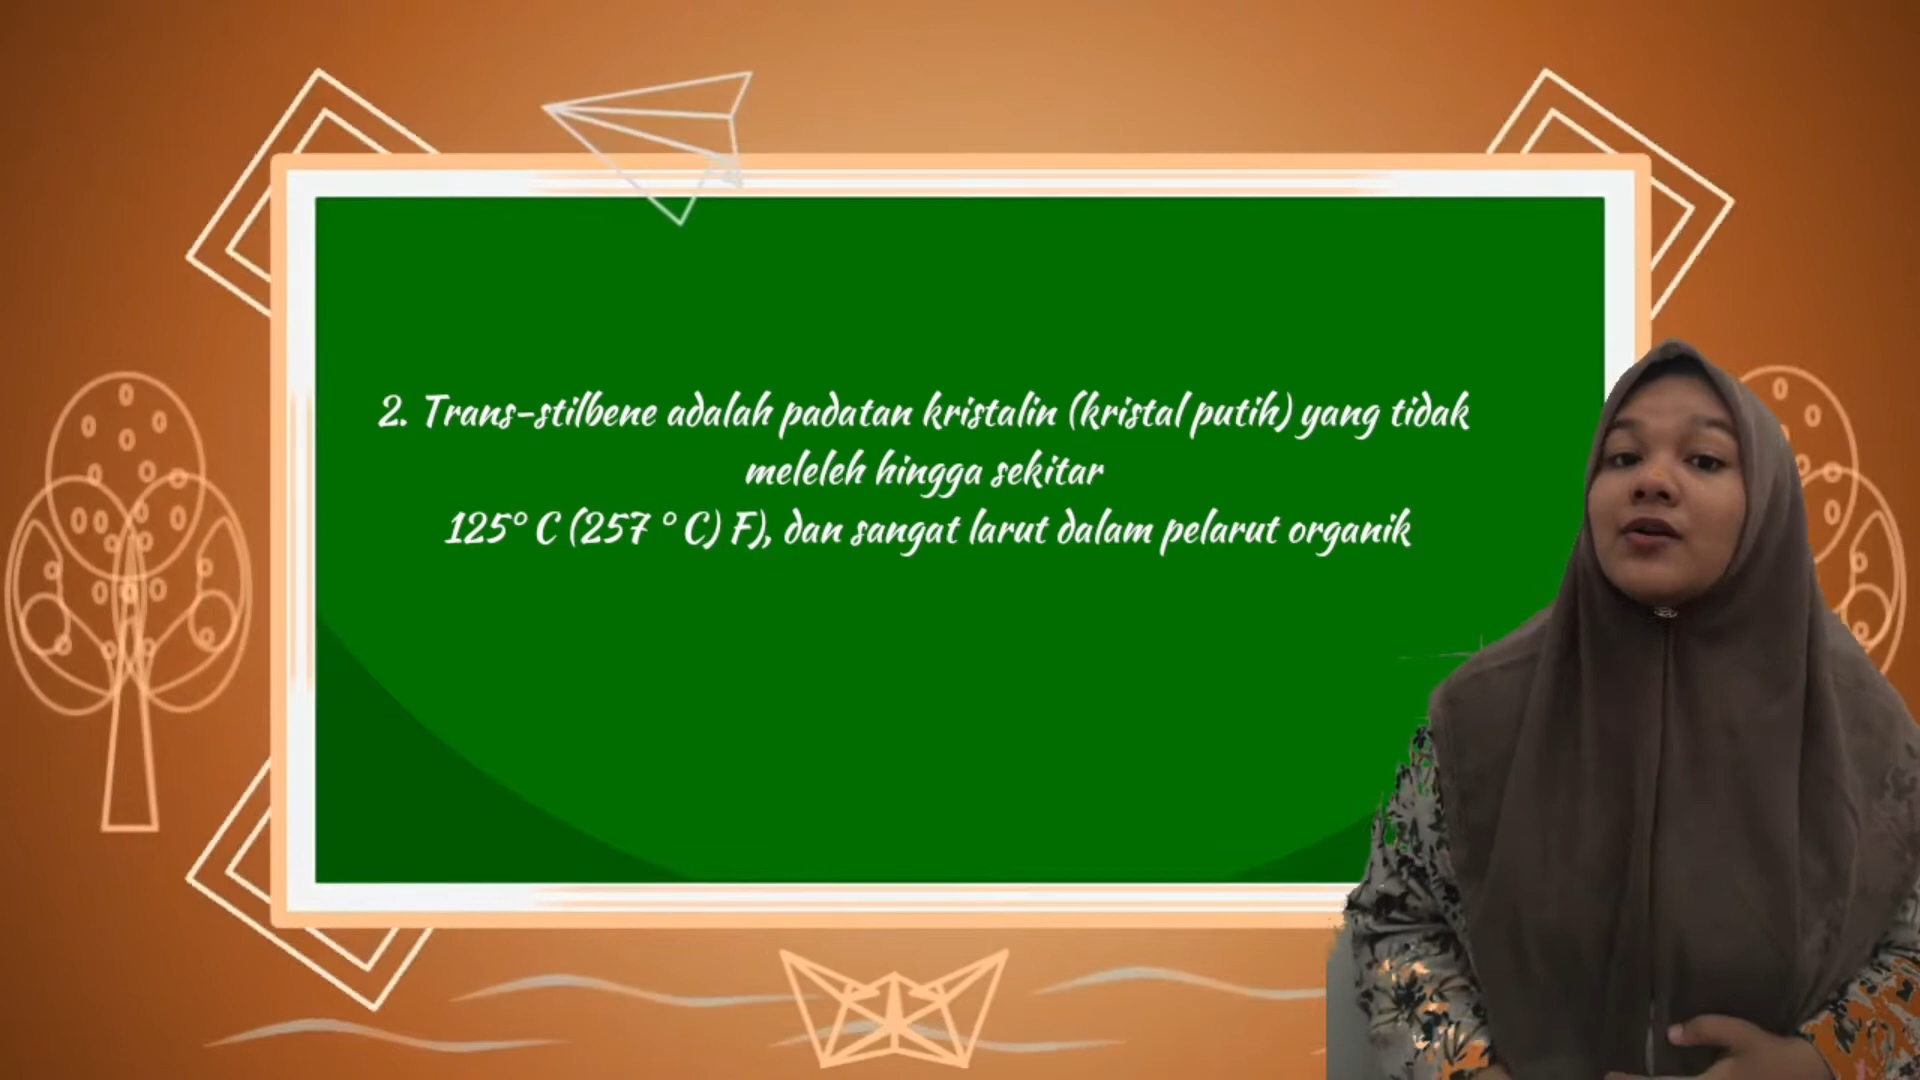 2. Trans-stilbene adalah padatan kristalin (kristal putih) yang tidak
meleleh hingga sekitar
125° C (257 ° C) F), dan sangat larut dalam pelarut organik